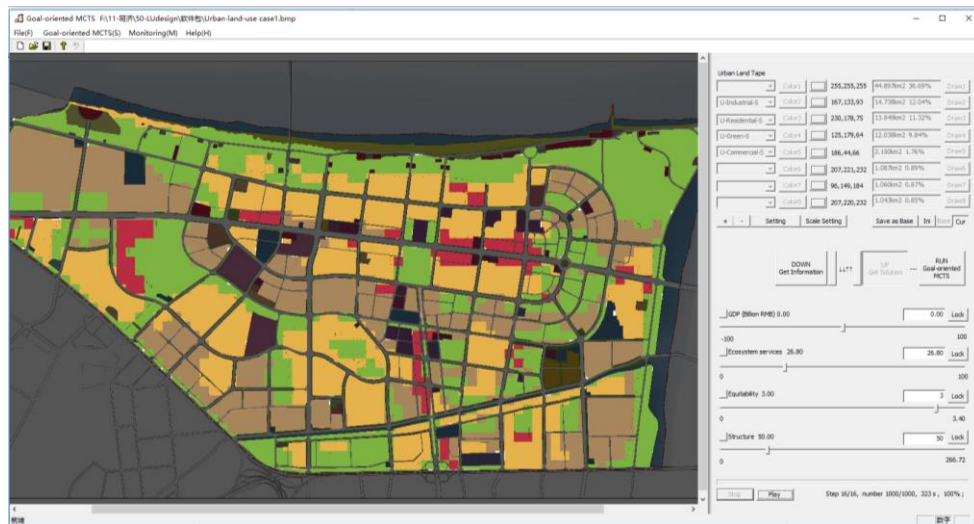 Goal-oriented MCTS F:\11-同济\50-LUdesign\软件包\Urban-land-use case1.bmp
File(F) Goal-oriented MCTS(S) Monitoring(M) Help(H)
Urban Land Tape
Color1 255,255,255 44.897km2 36.69% Draw1
U-Industrial-S Color2 167,133,93 14.738km2 12.04% Draw2
U-Residential-S Color3 230,178,75 13.849km2 11.32% Draw3
U-Green-S Color4 125,179,64 12.038km2 9.84% Draw4
U-Commercial-S Color5 186,44,66 2.150km2 1.76% Draw5
Color6 207,221,232 1.087km2 0.89% Draw6
Color7 96,149,184 1.060km2 0.87% Draw7
Color8 207,220,232 1.043km2 0.85% Draw8
+ - Setting Scale Setting Save as Base Ini Base Cur
DOWN
Get Information
↓↓↑↑
UP
Get Solution
---
RUN
Goal-oriented
MCTS
GDP (Billion RMB) 0.00 0.00 Lock
-100 100
Ecosystem services 26.80 26.80 Lock
0 100
Equitability 3.00 3 Lock
0 3.40
Structure 50.00 50 Lock
0 266.72
Stop Play Step 16/16, number 1000/1000, 323 s, 100%;
就绪 数字